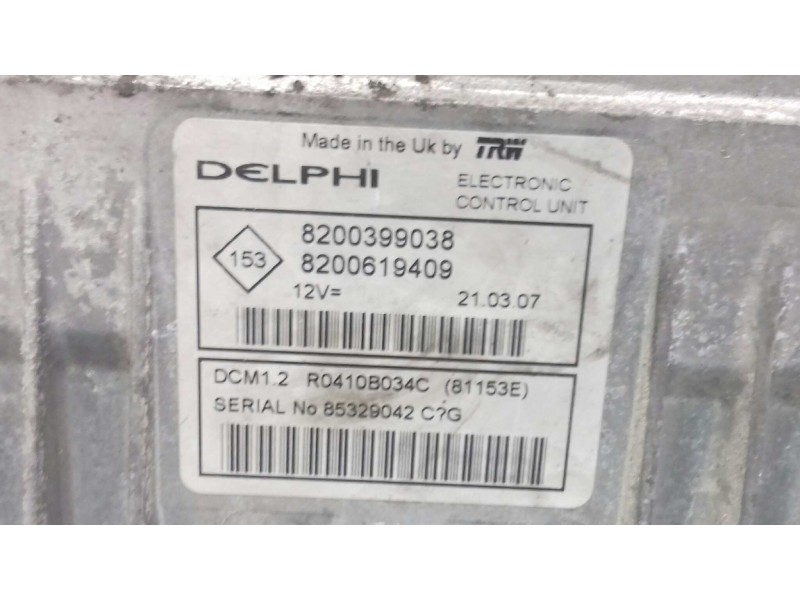 Made in the Uk by TRW
DELPHI
ELECTRONIC
CONTROL UNIT
153
8200399038
8200619409
12V= 21.03.07
DCM1.2 R0410B034C (81153E)
SERIAL No 85329042 C?G